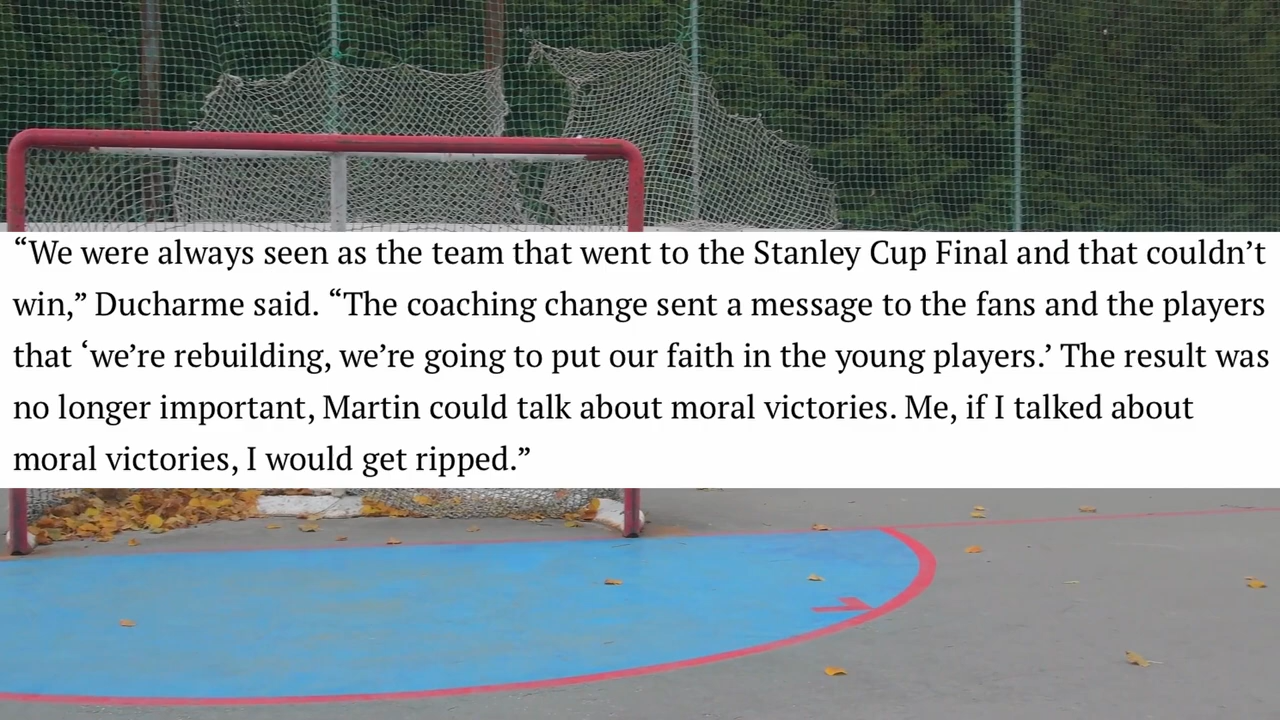 “We were always seen as the team that went to the Stanley Cup Final and that couldn’t
win,” Ducharme said. “The coaching change sent a message to the fans and the players
that ‘we’re rebuilding, we’re going to put our faith in the young players.’ The result was
no longer important, Martin could talk about moral victories. Me, if I talked about
moral victories, I would get ripped.”